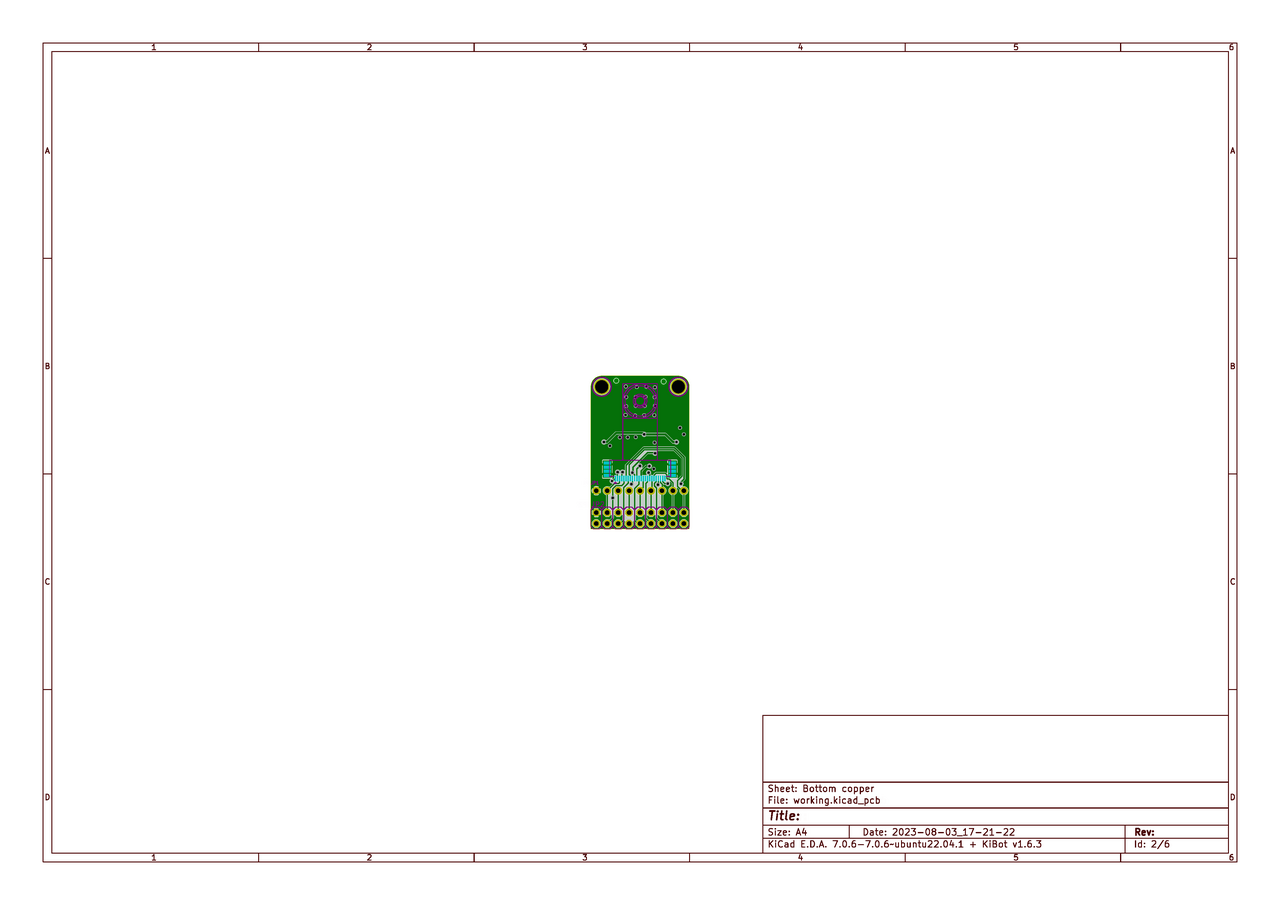 1 2 3 4 5 6
A A
B B
C C
D D
Sheet: Bottom copper
File: working.kicad_pcb
Title:
Size: A4 Date: 2023-08-03_17-21-22 Rev:
KiCad E.D.A. 7.0.6-7.0.6~ubuntu22.04.1 + KiBot v1.6.3 Id: 2/6
1 2 3 4 5 6